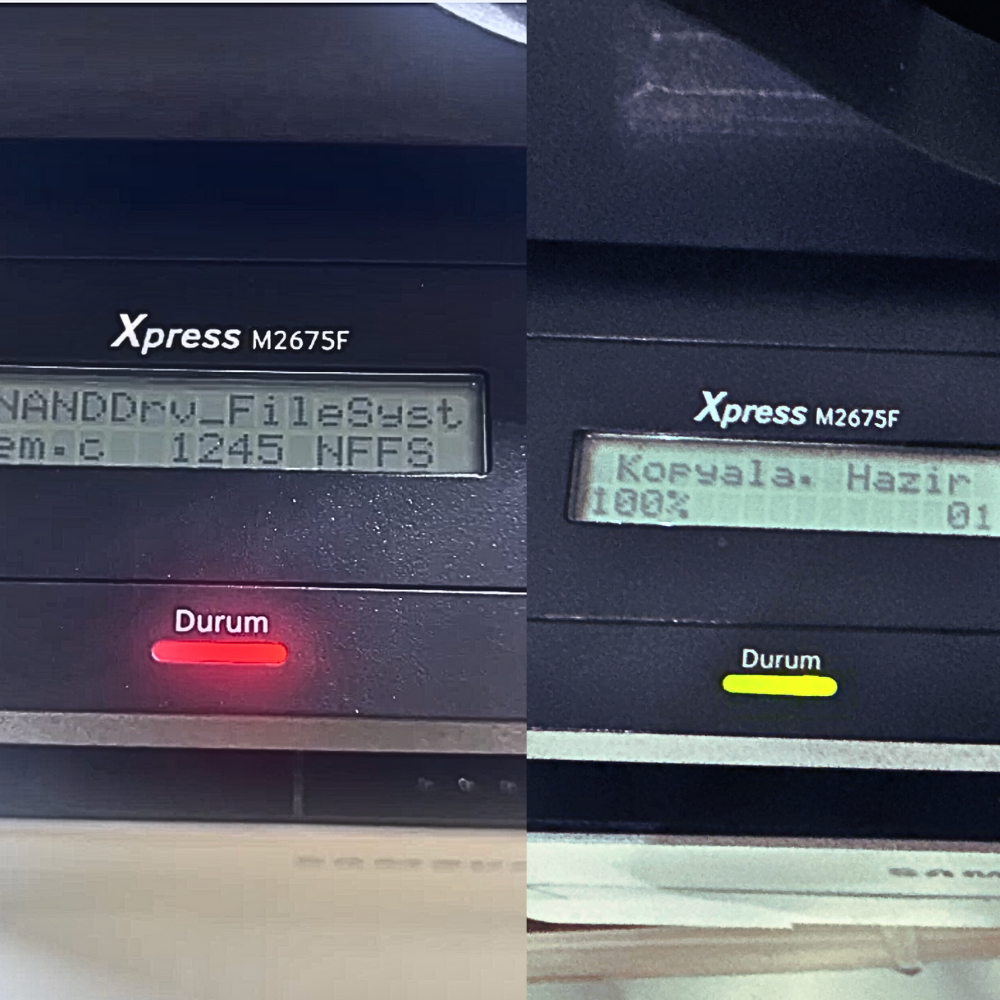 Xpress M2675F
NANDDrv_FileSyst
em.c 1245 NFFS
Durum
Xpress M2675F
Kopyala. Hazir
100% 01
Durum